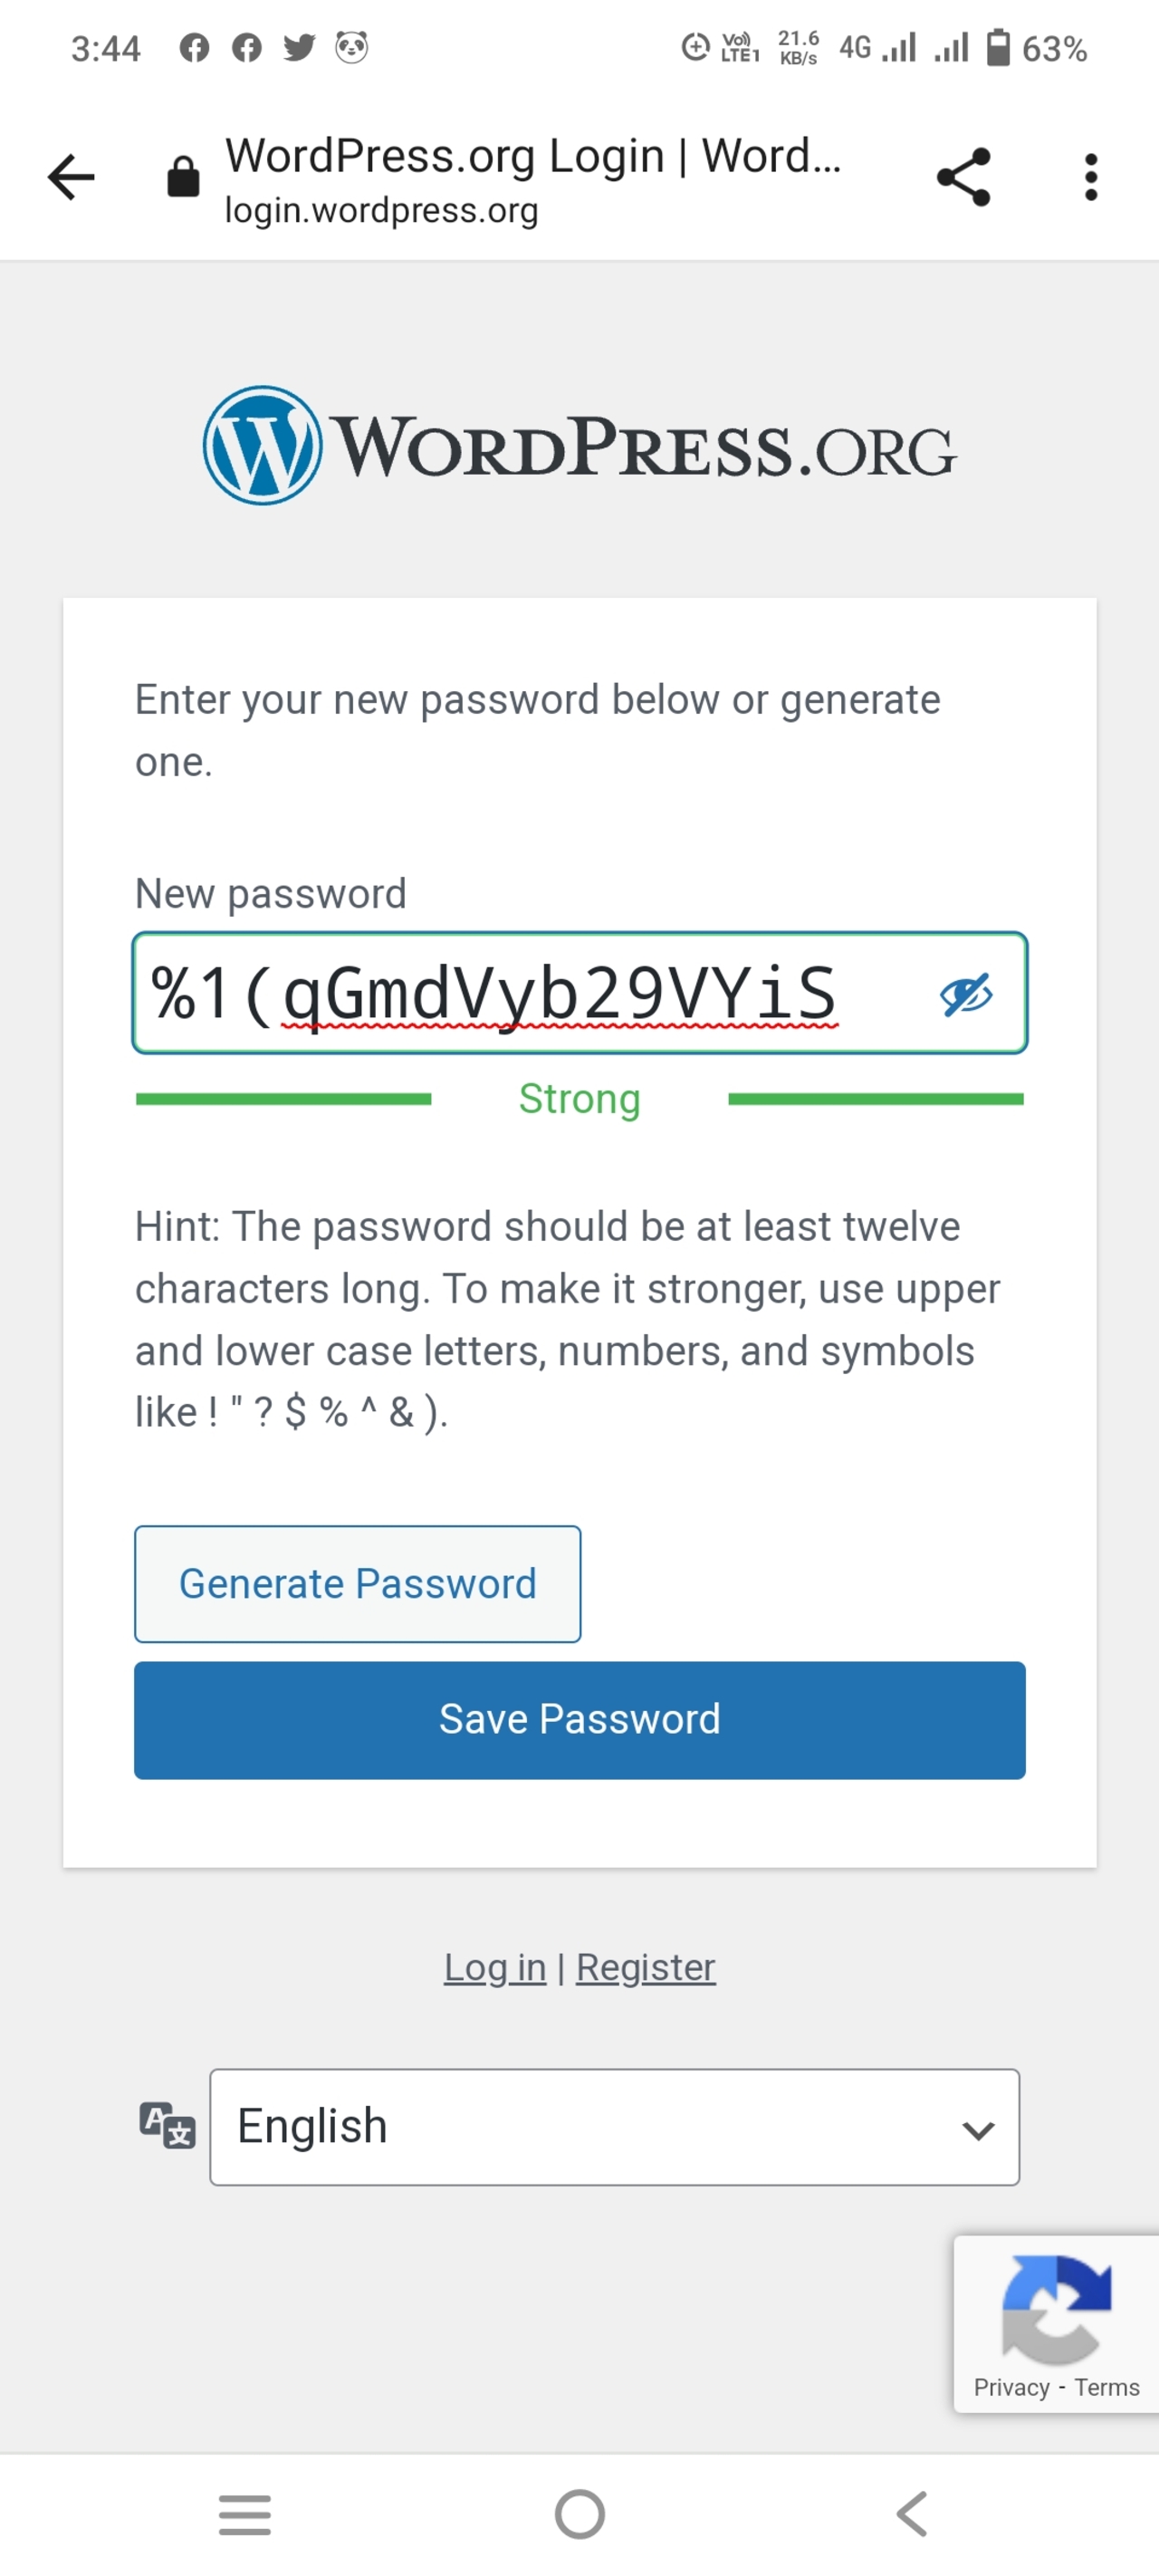 3:44 Vo) LTE1 21.6 KB/s 4G 63%
WordPress.org Login | Word...
login.wordpress.org
WORDPRESS.ORG
Enter your new password below or generate
one.
New password
%1(qGmdVyb29VYiS
Strong
Hint: The password should be at least twelve
characters long. To make it stronger, use upper
and lower case letters, numbers, and symbols
like ! " ? $ % ^ & ).
Generate Password
Save Password
Log in | Register
A 文 English
Privacy - Terms